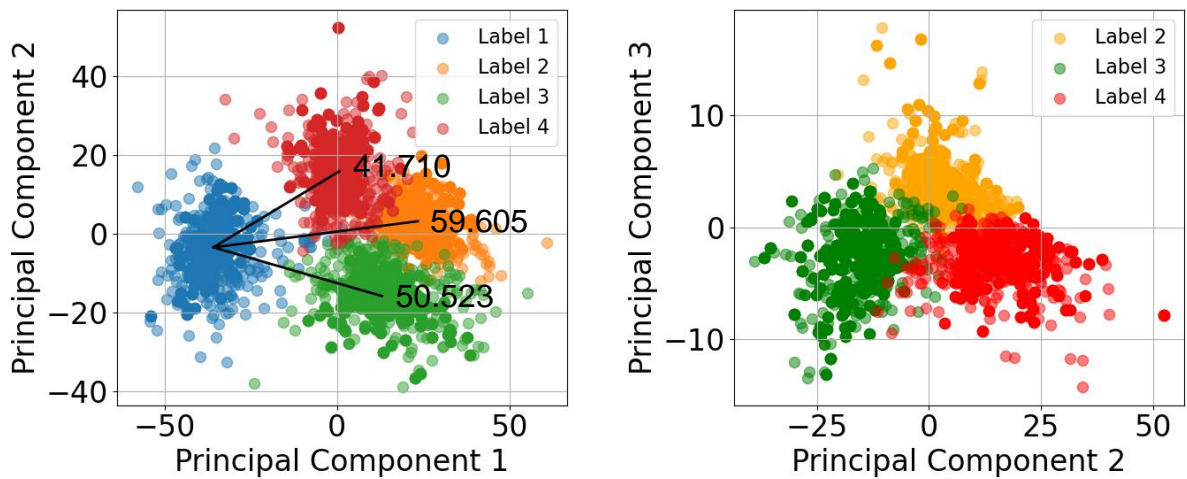 Principal Component 2
40
20
0
−20
−40
−50
0
50
Principal Component 1
Label 1
Label 2
Label 3
Label 4
41.710
59.605
50.523
Principal Component 3
10
0
−10
−25
0
25
50
Principal Component 2
Label 2
Label 3
Label 4